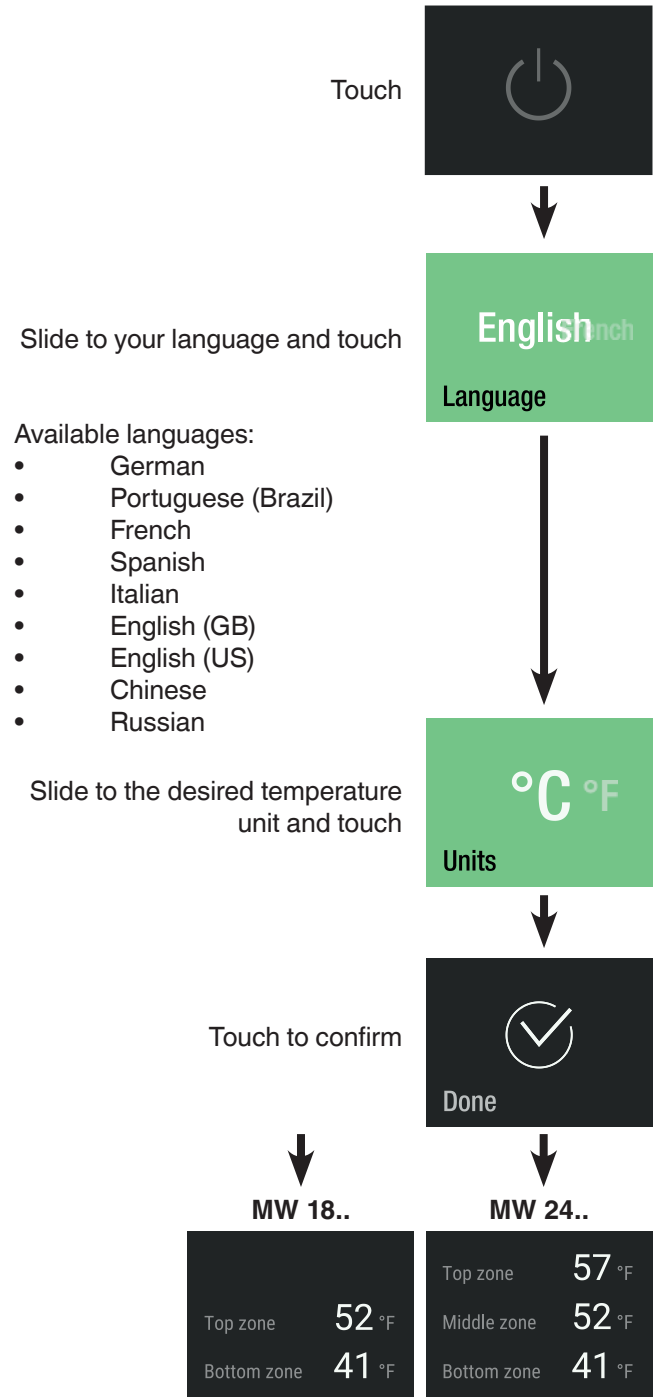 Touch
Slide to your language and touch
English French
Language
Available languages:
• German
• Portuguese (Brazil)
• French
• Spanish
• Italian
• English (GB)
• English (US)
• Chinese
• Russian
Slide to the desired temperature
unit and touch
°C °F
Units
Touch to confirm
Done
MW 18..
Top zone 52 °F
Bottom zone 41 °F
MW 24..
Top zone 57 °F
Middle zone 52 °F
Bottom zone 41 °F